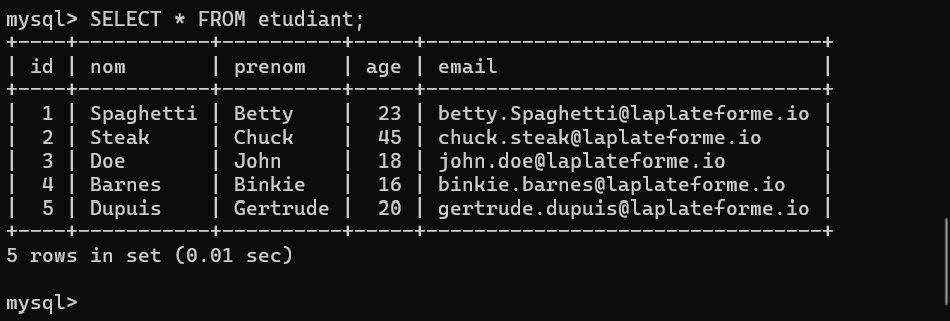 mysql> SELECT * FROM etudiant;
+----+-----------+----------+-----+---------------------------------+
| id | nom       | prenom   | age | email                           |
+----+-----------+----------+-----+---------------------------------+
|  1 | Spaghetti | Betty    |  23 | betty.Spaghetti@laplateforme.io |
|  2 | Steak     | Chuck    |  45 | chuck.steak@laplateforme.io     |
|  3 | Doe       | John     |  18 | john.doe@laplateforme.io        |
|  4 | Barnes    | Binkie   |  16 | binkie.barnes@laplateforme.io   |
|  5 | Dupuis    | Gertrude |  20 | gertrude.dupuis@laplateforme.io |
+----+-----------+----------+-----+---------------------------------+
5 rows in set (0.01 sec)
mysql>